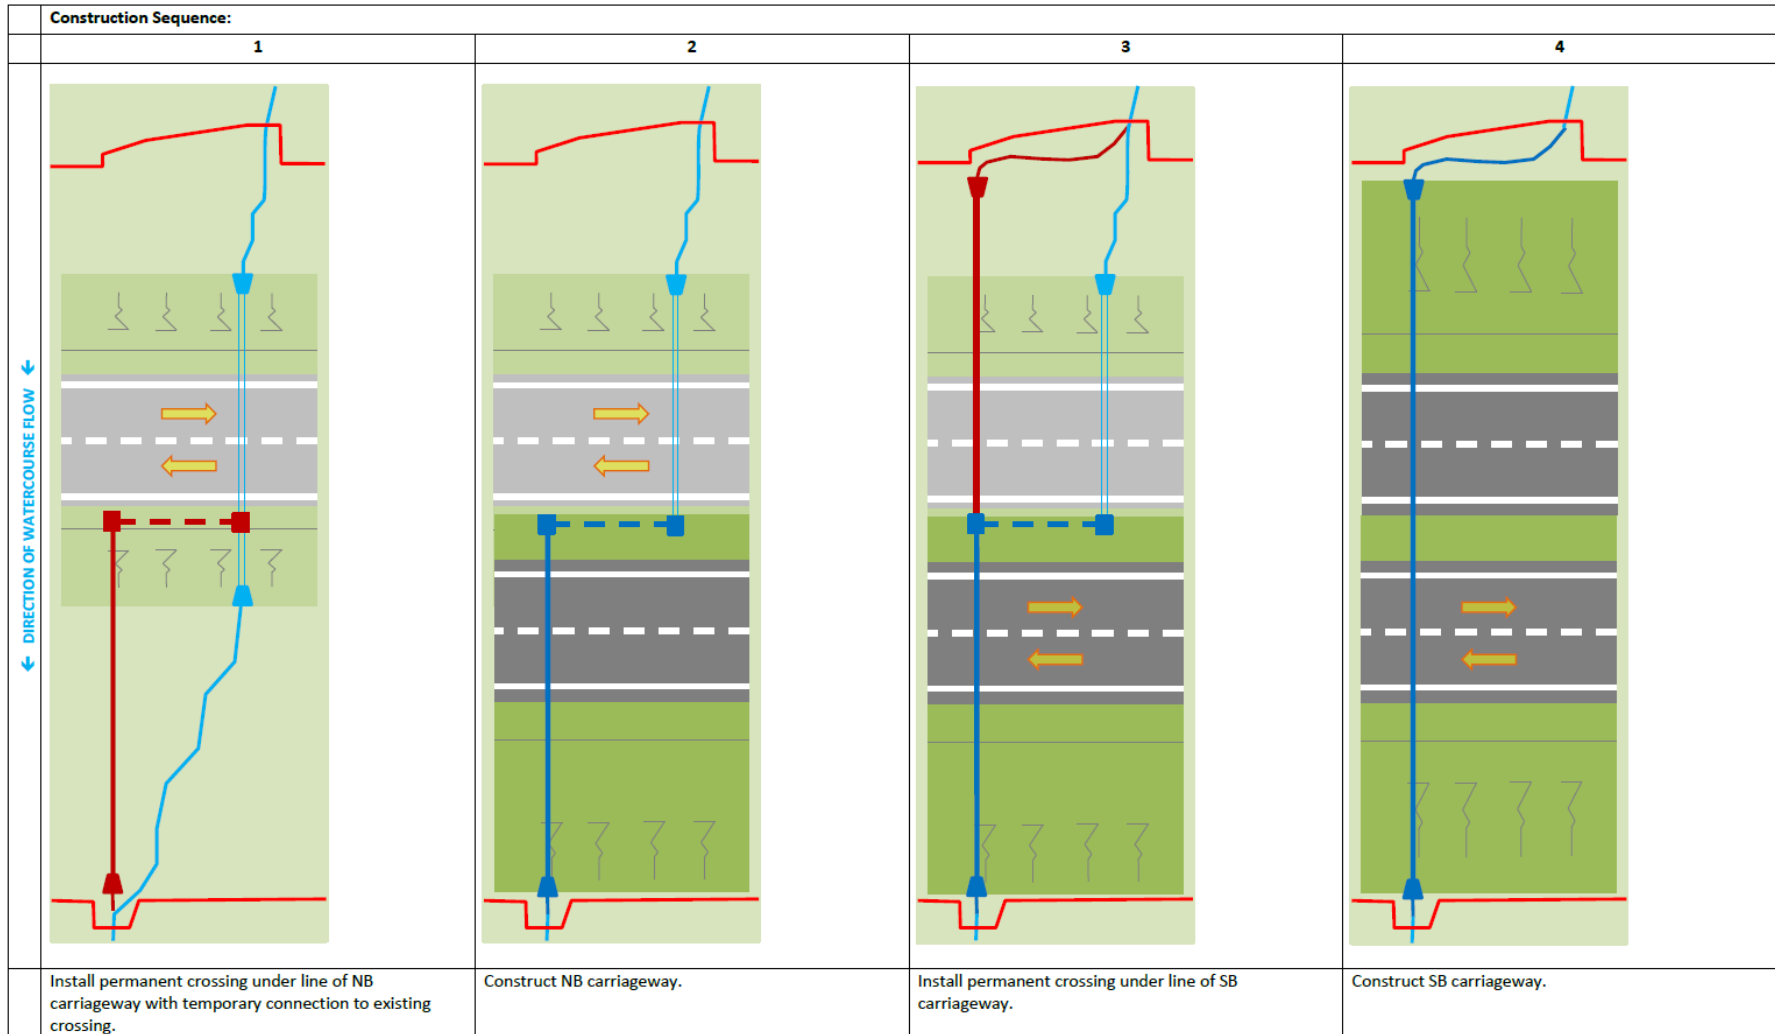 Construction Sequence:
1
2
3
4
← DIRECTION OF WATERCOURSE FLOW ←
Install permanent crossing under line of NB
carriageway with temporary connection to existing
crossing.
Construct NB carriageway.
Install permanent crossing under line of SB
carriageway.
Construct SB carriageway.